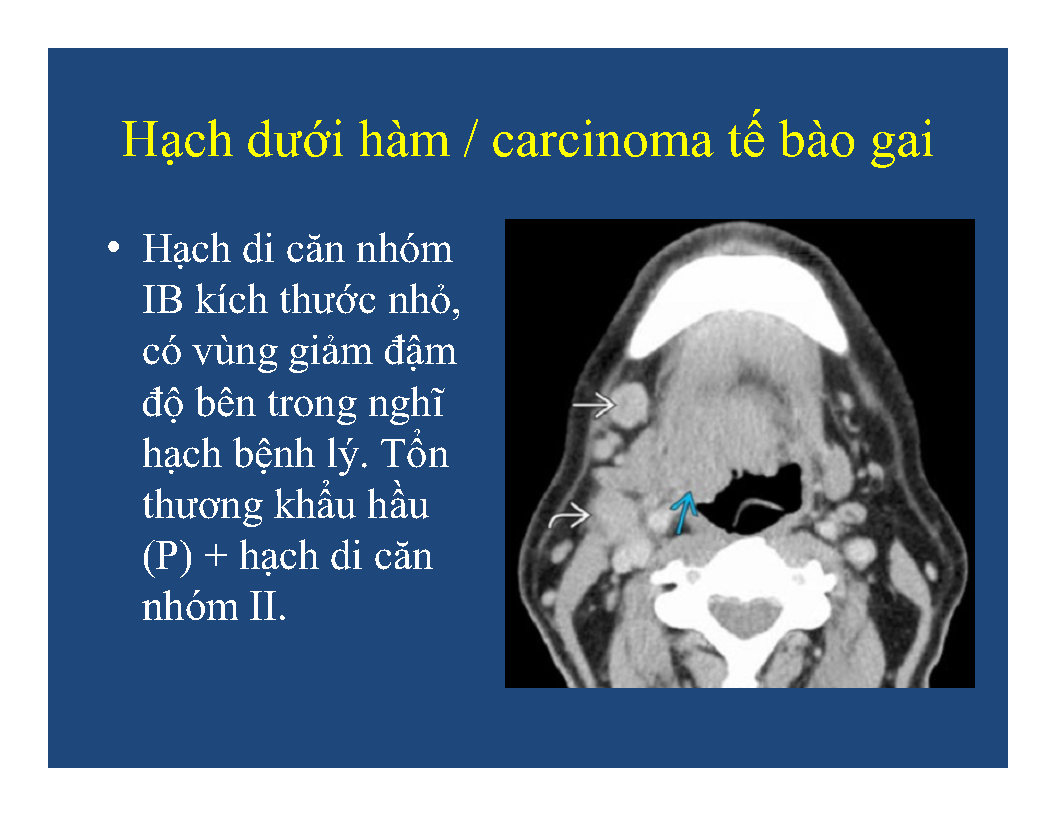 Hạch dưới hàm / carcinoma tế bào gai
• Hạch di căn nhóm
IB kích thước nhỏ,
có vùng giảm đậm
độ bên trong nghĩ
hạch bệnh lý. Tổn
thương khẩu hầu
(P) + hạch di căn
nhóm II.